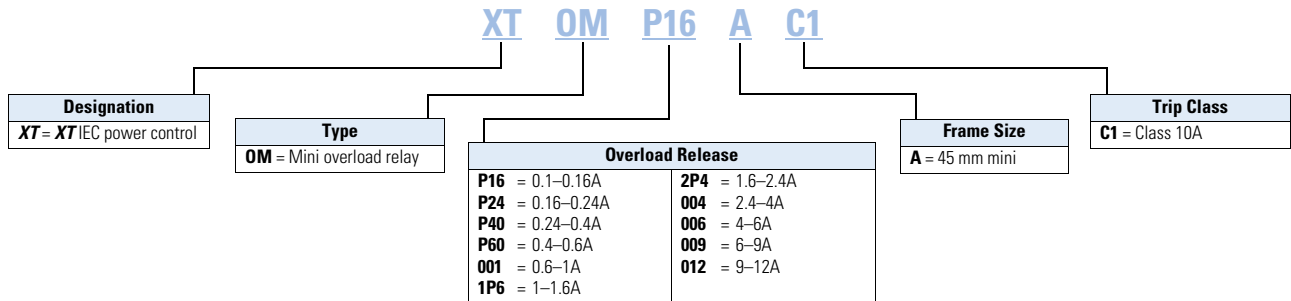 XT OM P16 A C1
Designation
XT = XT IEC power control
Type
OM = Mini overload relay
Overload Release
P16 = 0.1–0.16A
P24 = 0.16–0.24A
P40 = 0.24–0.4A
P60 = 0.4–0.6A
001 = 0.6–1A
1P6 = 1–1.6A
2P4 = 1.6–2.4A
004 = 2.4–4A
006 = 4–6A
009 = 6–9A
012 = 9–12A
Frame Size
A = 45 mm mini
Trip Class
C1 = Class 10A